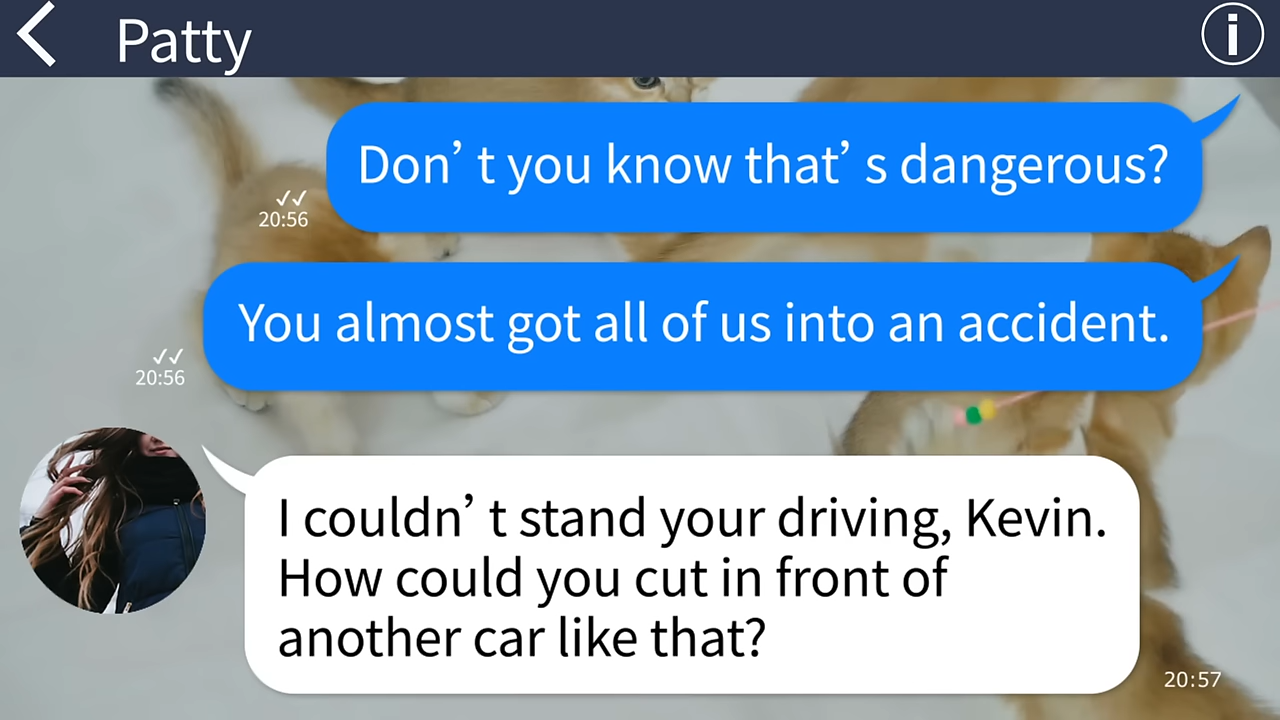 Patty
Don’t you know that’s dangerous?
20:56
You almost got all of us into an accident.
20:56
I couldn’t stand your driving, Kevin.
How could you cut in front of
another car like that?
20:57